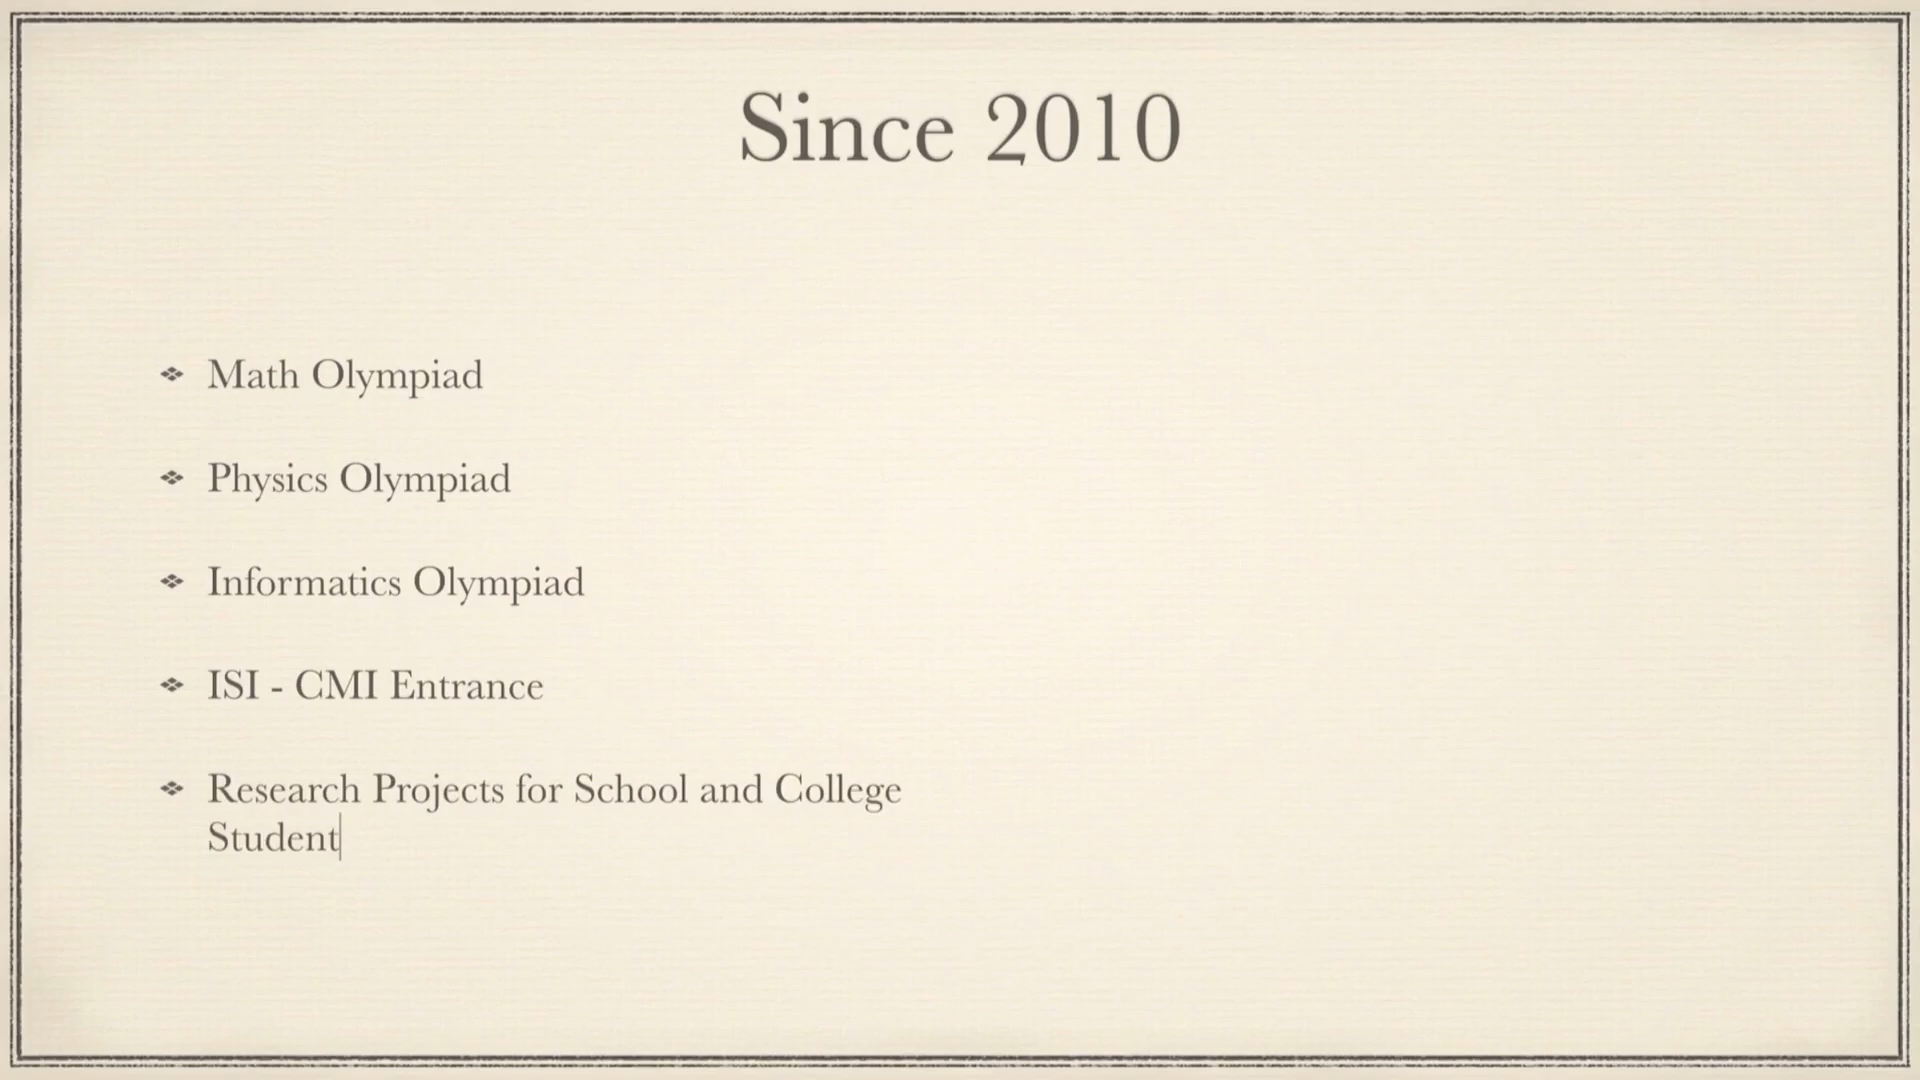 Since 2010
Math Olympiad
Physics Olympiad
Informatics Olympiad
ISI - CMI Entrance
Research Projects for School and College
Student